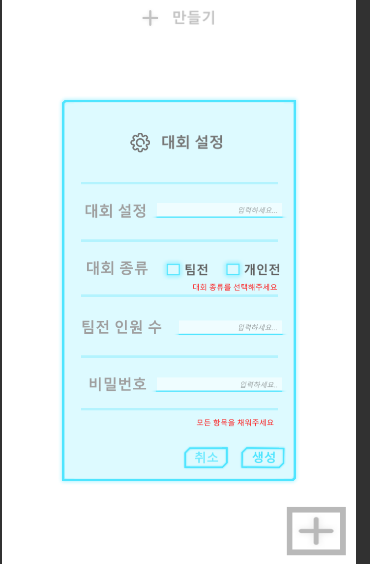 + 만들기
대회 설정
대회 설정 입력하세요...
대회 종류 팀전 개인전
대회 종류를 선택해주세요
팀전 인원 수 입력하세요...
비밀번호 입력하세요..
모든 항목을 채워주세요
취소 생성